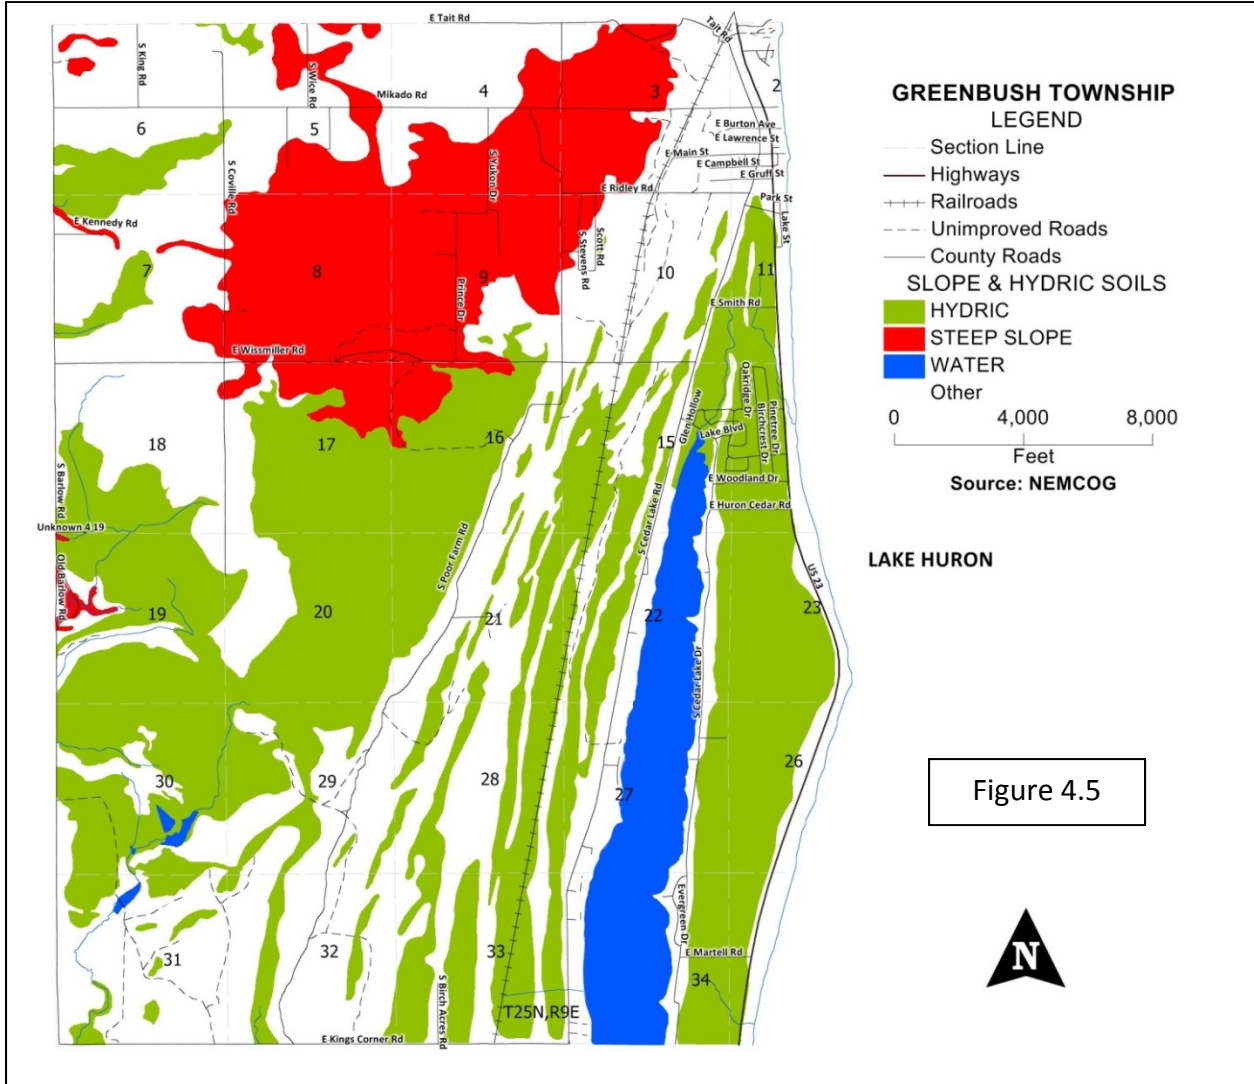 E Tait Rd
Tait Rd
S King Rd
S Wice Rd
Mikado Rd
4
3
2
6
5
E Burton Ave
E Lawrence St
E Main St
E Campbell St
E Gruff St
S Coville Rd
S Yukon Dr
E Ridley Rd
Park St
Lake St
E Kennedy Rd
S Stevens Rd
Scott Rd
7
8
9
10
11
Prince Dr
E Smith Rd
E Wissmiller Rd
Oakridge Dr
Pinetree Dr
Birchcrest Dr
Glen Hollow
Lake Blvd
18
17
16
15
S Barlow Rd
E Woodland Dr
E Huron Cedar Rd
Unknown 4 19
S Cedar Lake Rd
S Poor Farm Rd
Old Barlow Rd
US 23
19
20
21
22
23
S Cedar Lake Dr
30
29
28
27
26
Evergreen Dr
31
32
33
34
E Martell Rd
S Birch Acres Rd
T25N,R9E
E Kings Corner Rd
GREENBUSH TOWNSHIP
LEGEND
Section Line
Highways
Railroads
Unimproved Roads
County Roads
SLOPE & HYDRIC SOILS
HYDRIC
STEEP SLOPE
WATER
Other
0 4,000 8,000
Feet
Source: NEMCOG
LAKE HURON
Figure 4.5
N